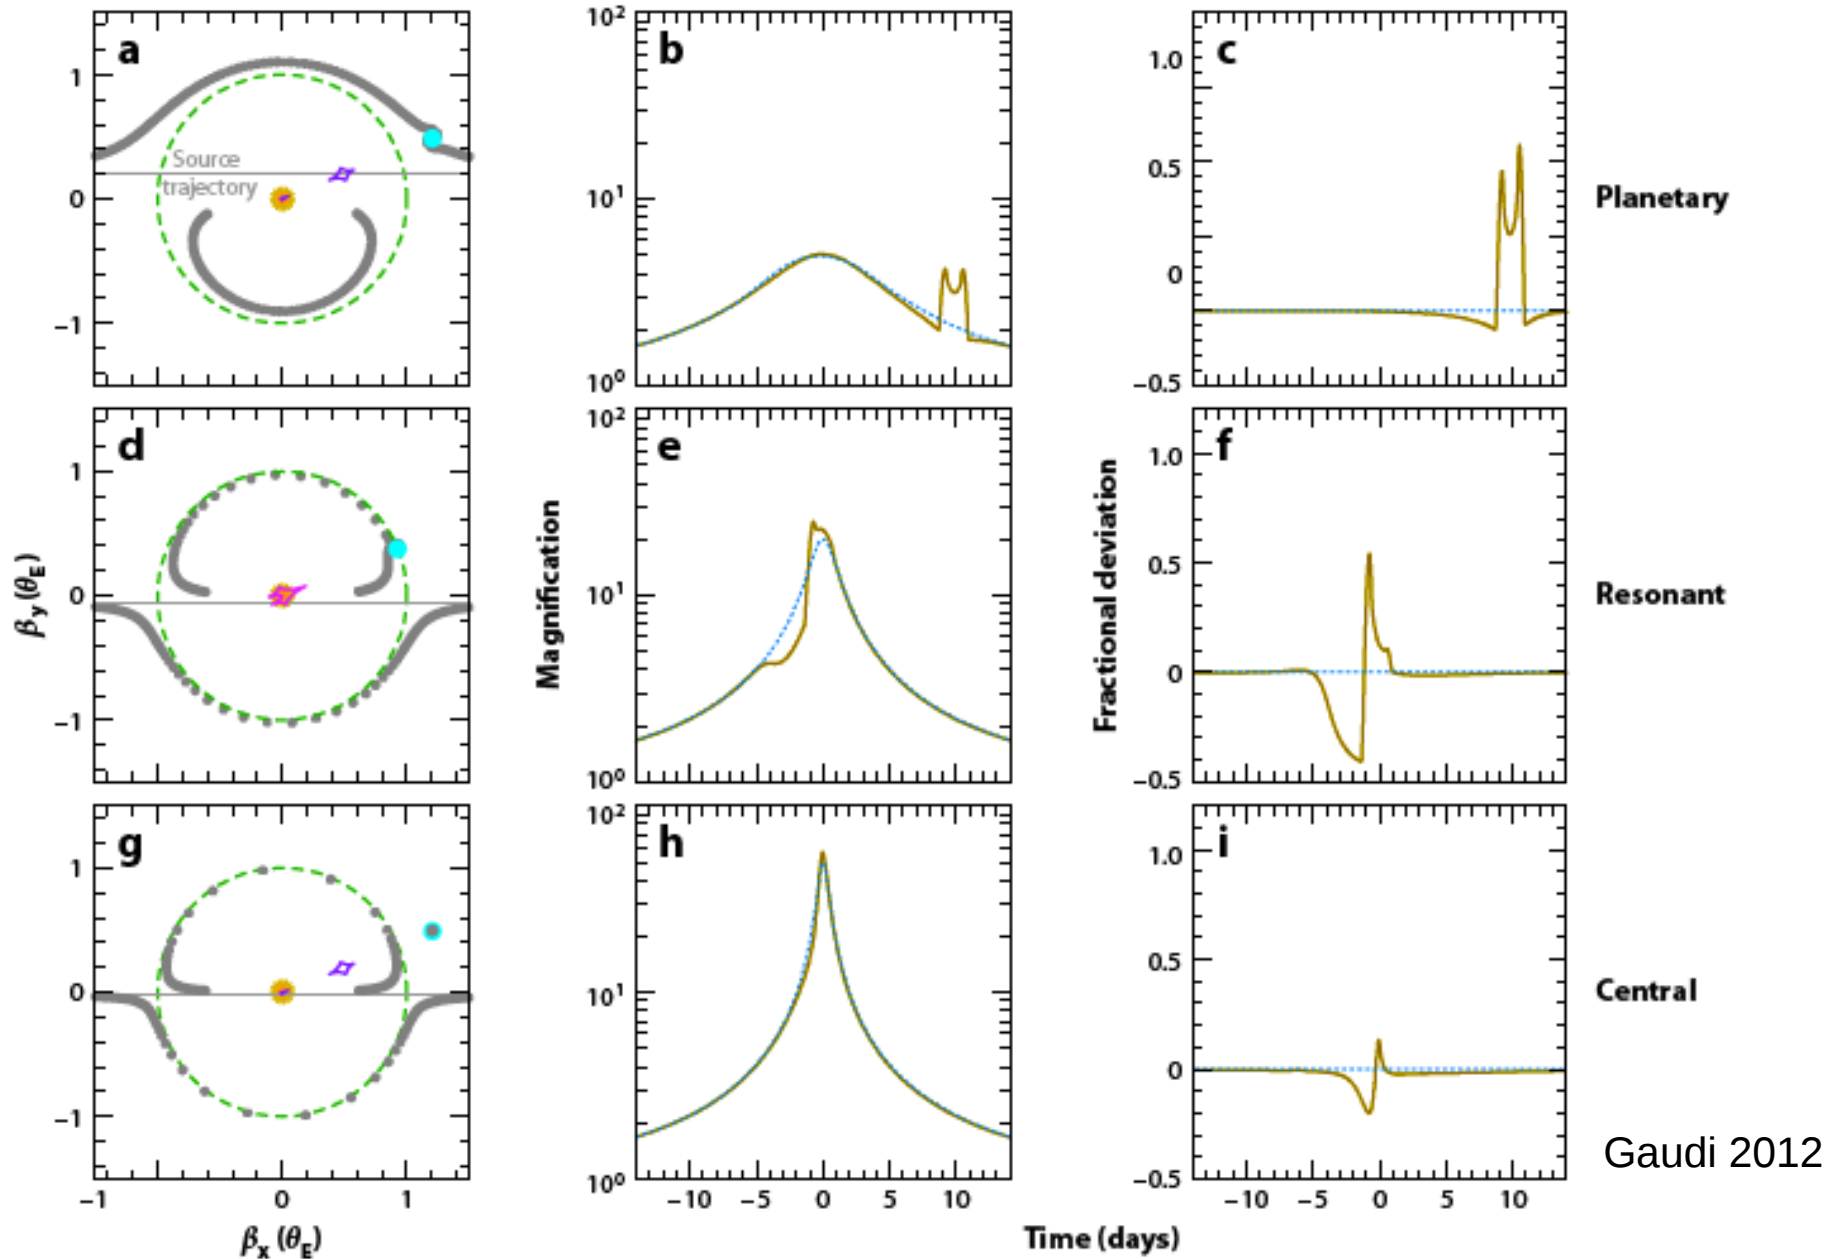 a
1
0
−1
Source
trajectory
b
10²
10¹
10⁰
c
1.0
0.5
0
−0.5
Planetary
d
1
0
−1
βy (θE)
e
10²
10¹
10⁰
Magnification
f
1.0
0.5
0
−0.5
Fractional deviation
Resonant
g
1
0
−1
−1 0 1
βx (θE)
h
10²
10¹
10⁰
−10 −5 0 5 10
i
1.0
0.5
0
−0.5
−10 −5 0 5 10
Time (days)
Central
Gaudi 2012